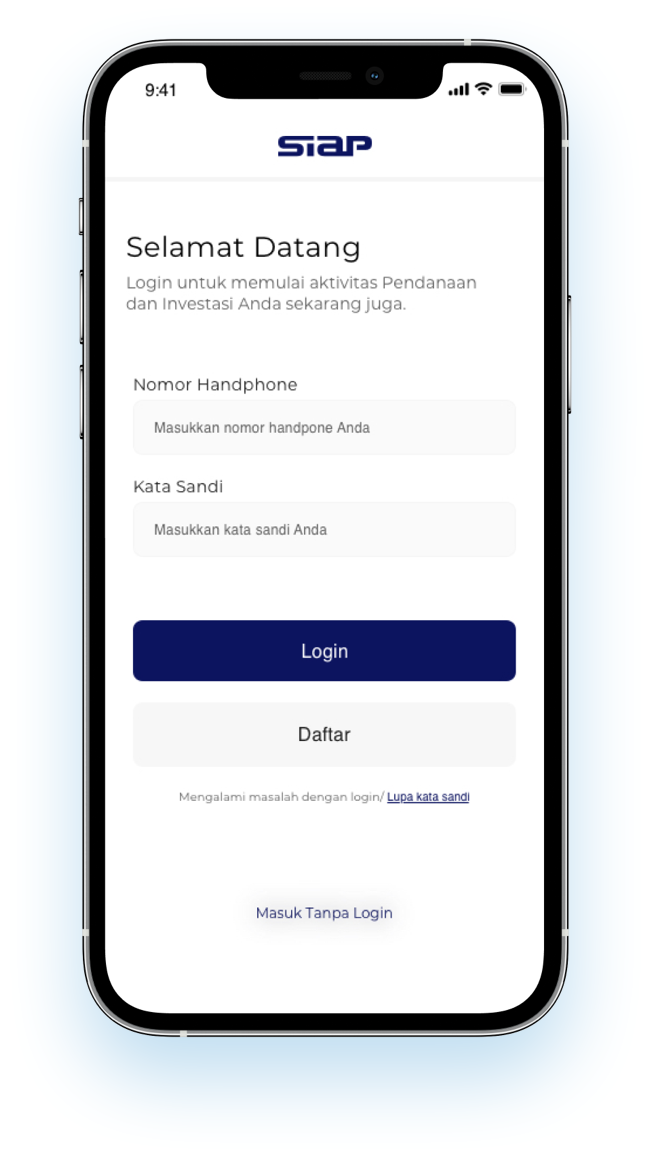 9:41
siap
Selamat Datang
Login untuk memulai aktivitas Pendanaan
dan Investasi Anda sekarang juga.
Nomor Handphone
Masukkan nomor handpone Anda
Kata Sandi
Masukkan kata sandi Anda
Login
Daftar
Mengalami masalah dengan login/ Lupa kata sandi
Masuk Tanpa Login